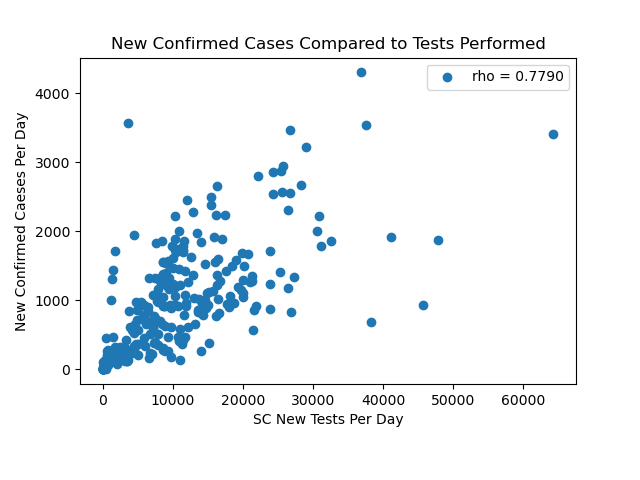 New Confirmed Cases Compared to Tests Performed
rho = 0.7790
New Confirmed Caeses Per Day
4000
3000
2000
1000
0
0 10000 20000 30000 40000 50000 60000
SC New Tests Per Day